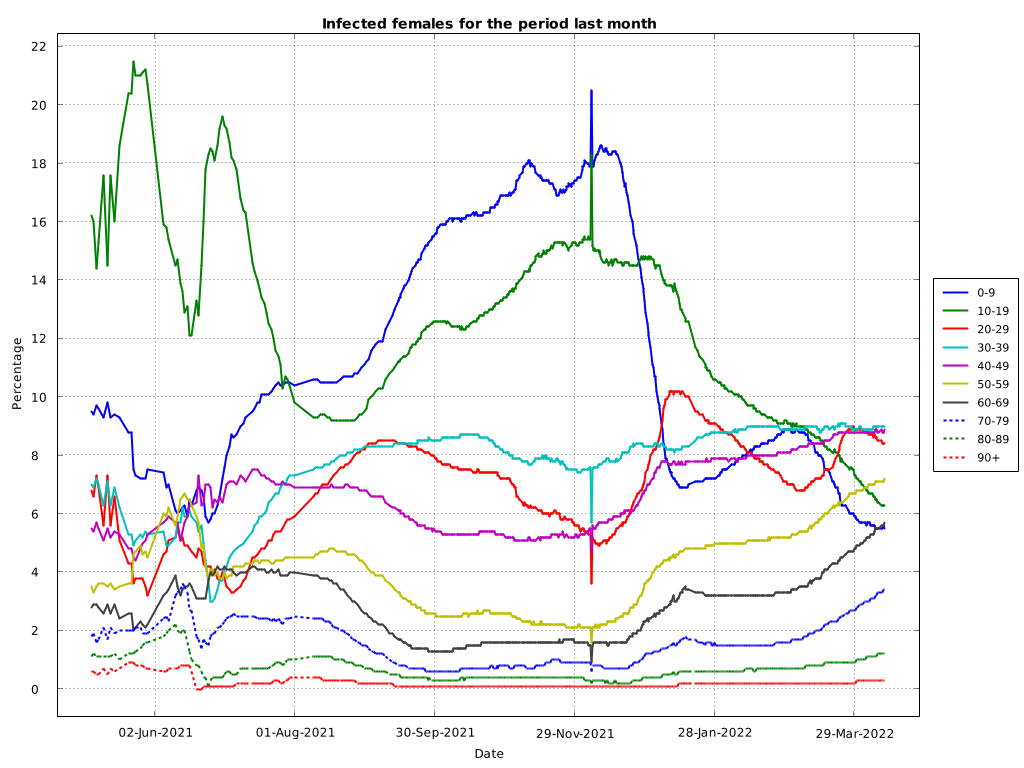 Infected females for the period last month
22
20
18
16
14
12
10
8
6
4
2
0
Percentage
02-Jun-2021
01-Aug-2021
30-Sep-2021
29-Nov-2021
28-Jan-2022
29-Mar-2022
Date
0-9
10-19
20-29
30-39
40-49
50-59
60-69
70-79
80-89
90+